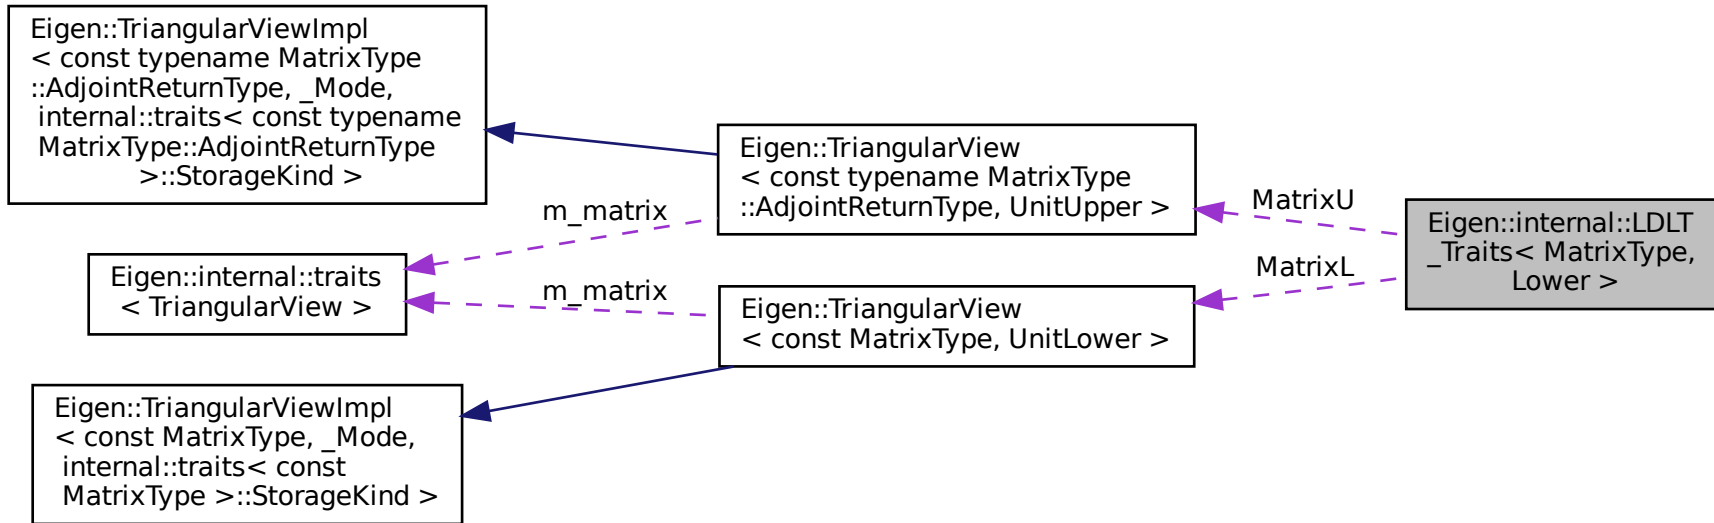 Eigen::TriangularViewImpl
< const typename MatrixType
::AdjointReturnType, _Mode,
internal::traits< const typename
MatrixType::AdjointReturnType
>::StorageKind >
Eigen::internal::traits
< TriangularView >
Eigen::TriangularViewImpl
< const MatrixType, _Mode,
internal::traits< const
MatrixType >::StorageKind >
m_matrix
m_matrix
Eigen::TriangularView
< const typename MatrixType
::AdjointReturnType, UnitUpper >
Eigen::TriangularView
< const MatrixType, UnitLower >
MatrixU
MatrixL
Eigen::internal::LDLT
_Traits< MatrixType,
Lower >